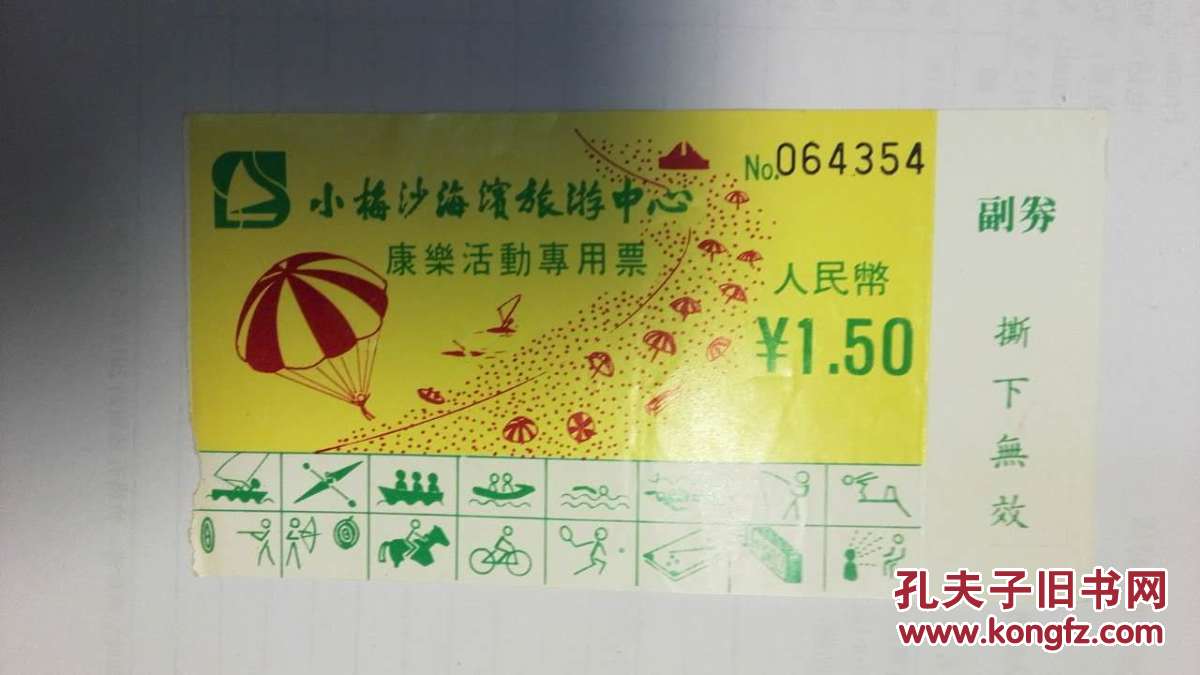 No.064354
小梅沙海濱旅游中心
康樂活動專用票
人民幣
¥1.50
副券
撕下無效
孔夫子旧书网
www.kongfz.com